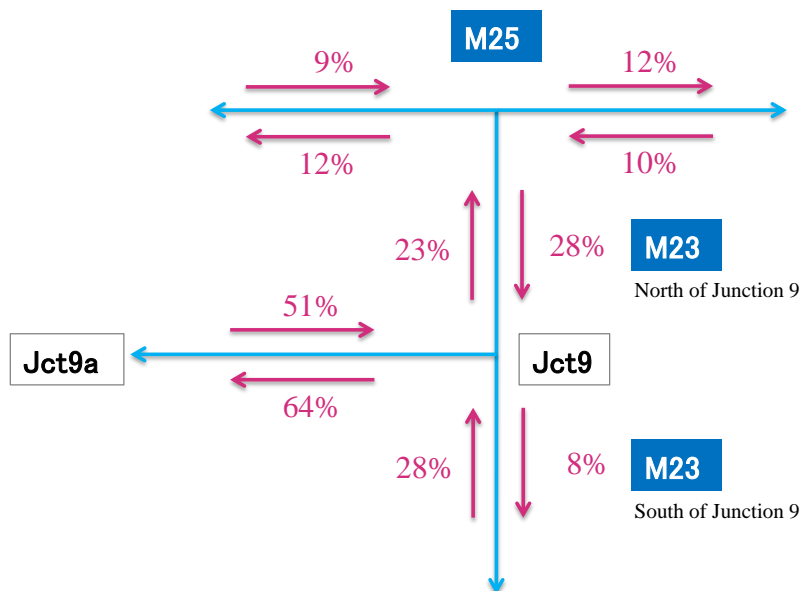 M25
9%
12%
12%
10%
23%
28%
M23
North of Junction 9
51%
Jct9a
Jct9
64%
28%
8%
M23
South of Junction 9